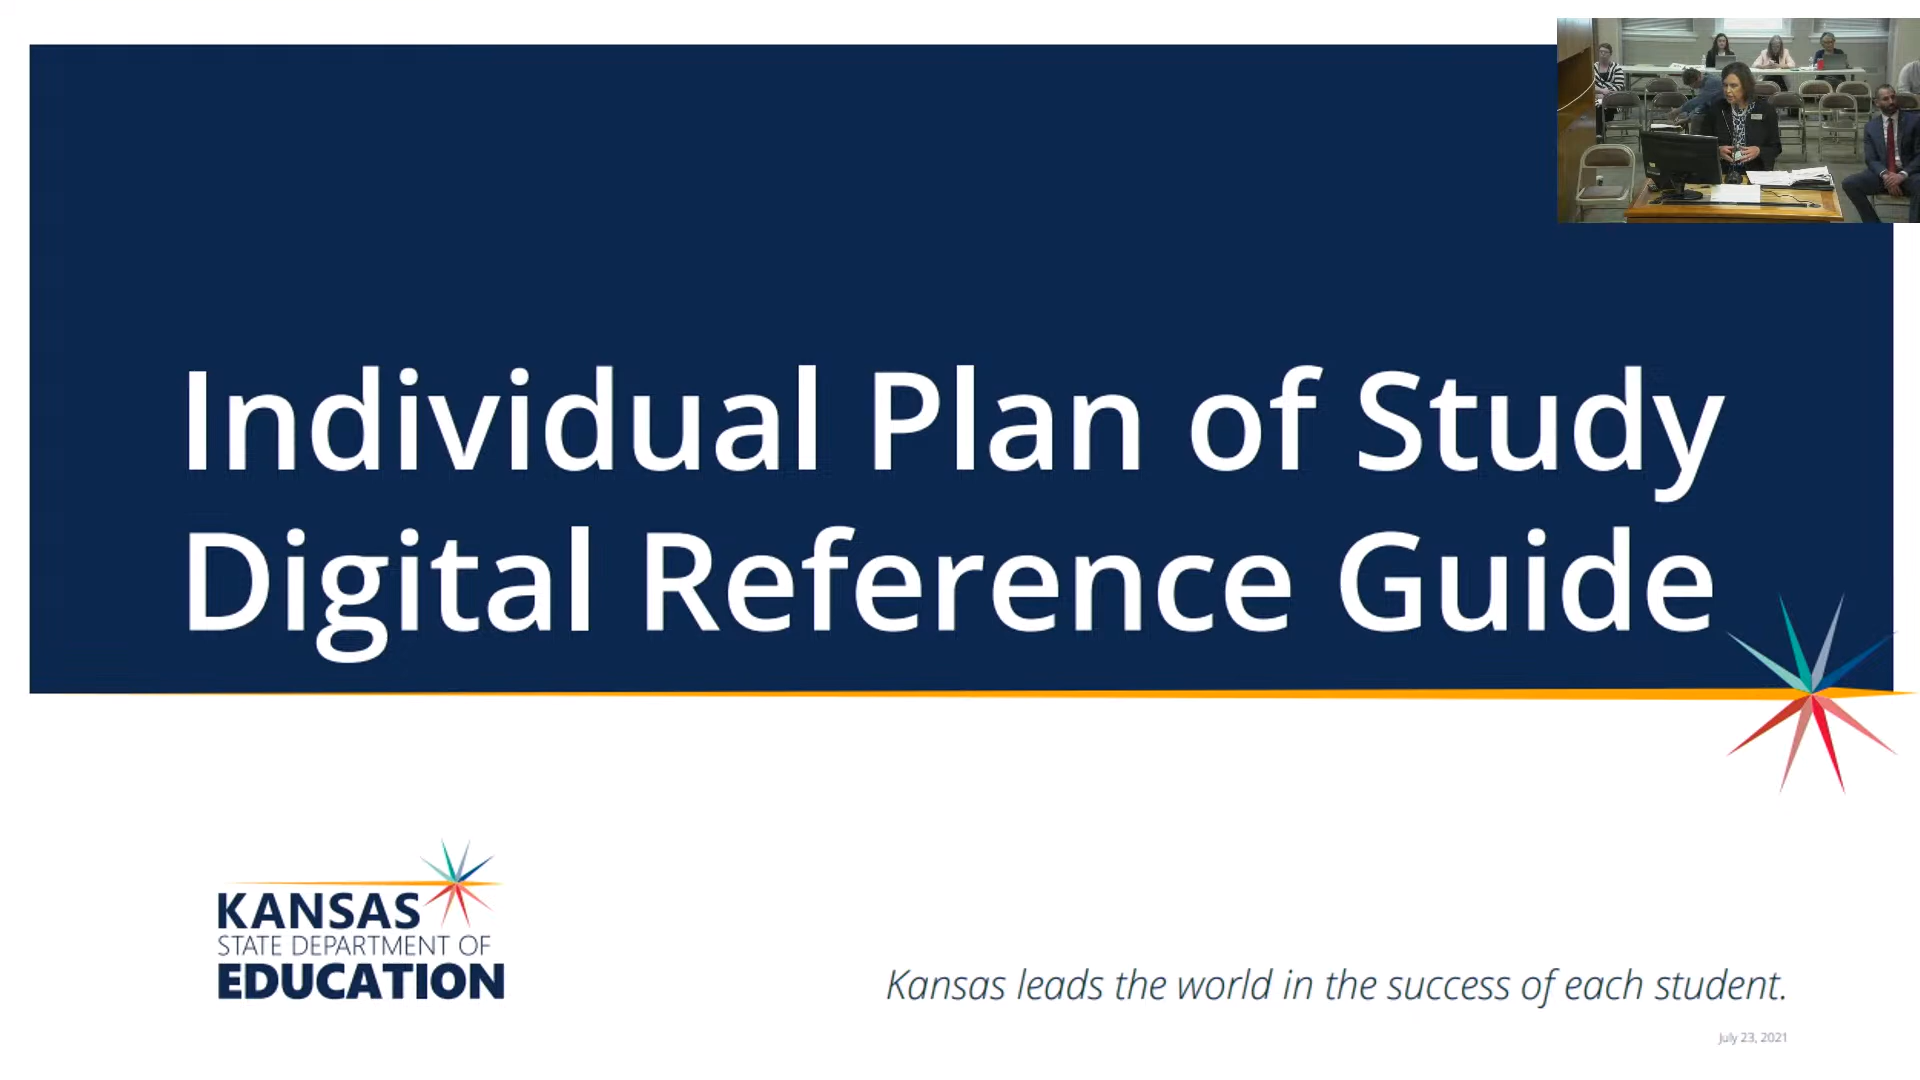 Individual Plan of Study
Digital Reference Guide
KANSAS
STATE DEPARTMENT OF
EDUCATION
Kansas leads the world in the success of each student.
July 23, 2021